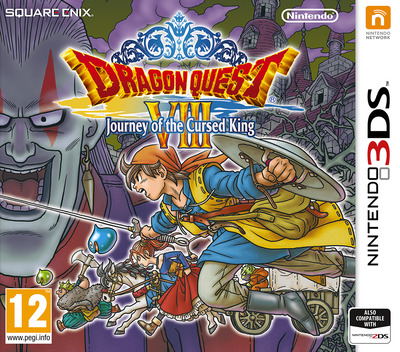 SQUARE ENIX
Nintendo
NINTENDO
NETWORK
DRAGON QUEST
VIII
Journey of the Cursed King
NINTENDO 3DS
12
www.pegi.info
ALSO
COMPATIBLE
WITH
NINTENDO 2DS